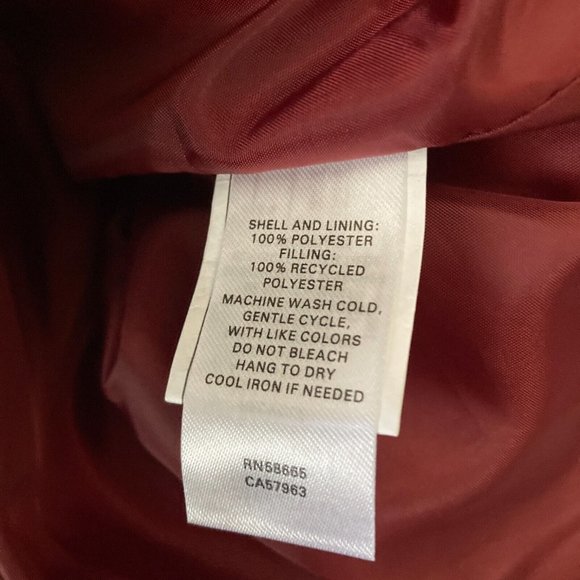 SHELL AND LINING:
100% POLYESTER
FILLING:
100% RECYCLED
POLYESTER
MACHINE WASH COLD,
GENTLE CYCLE,
WITH LIKE COLORS
DO NOT BLEACH
HANG TO DRY
COOL IRON IF NEEDED
RN58665
CA57963